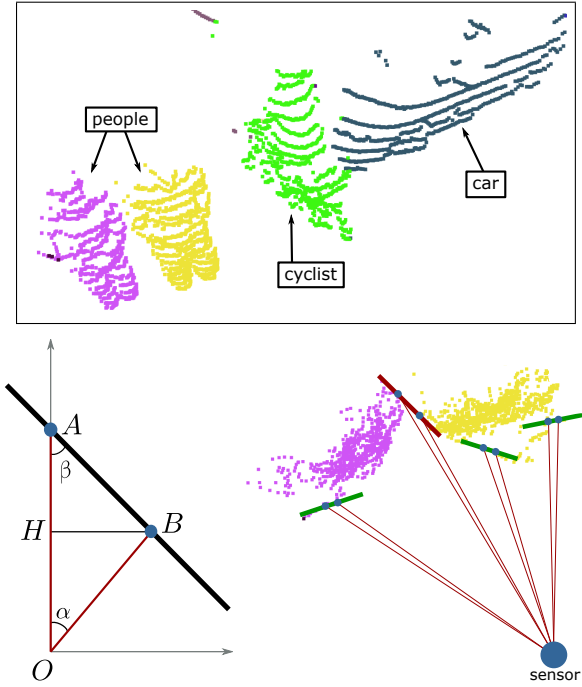 people
car
cyclist
A
β
H
B
α
O
sensor